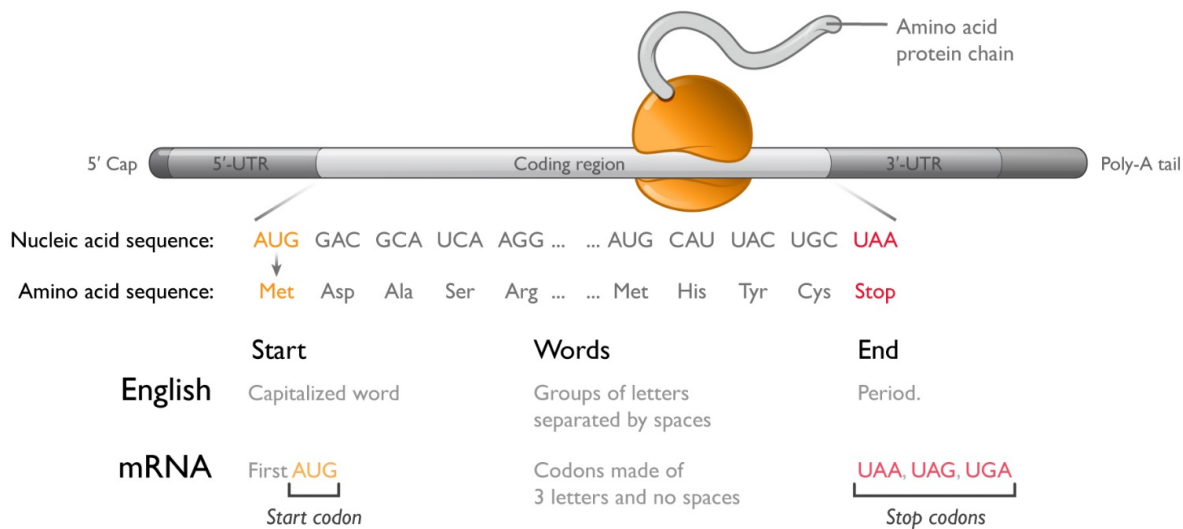 Amino acid
protein chain
5′ Cap 5′-UTR Coding region 3′-UTR Poly-A tail
Nucleic acid sequence: AUG GAC GCA UCA AGG ... ... AUG CAU UAC UGC UAA
Amino acid sequence: Met Asp Ala Ser Arg ... ... Met His Tyr Cys Stop
Start Words End
English Capitalized word Groups of letters Period.
separated by spaces
mRNA First AUG Codons made of UAA, UAG, UGA
3 letters and no spaces
Start codon Stop codons